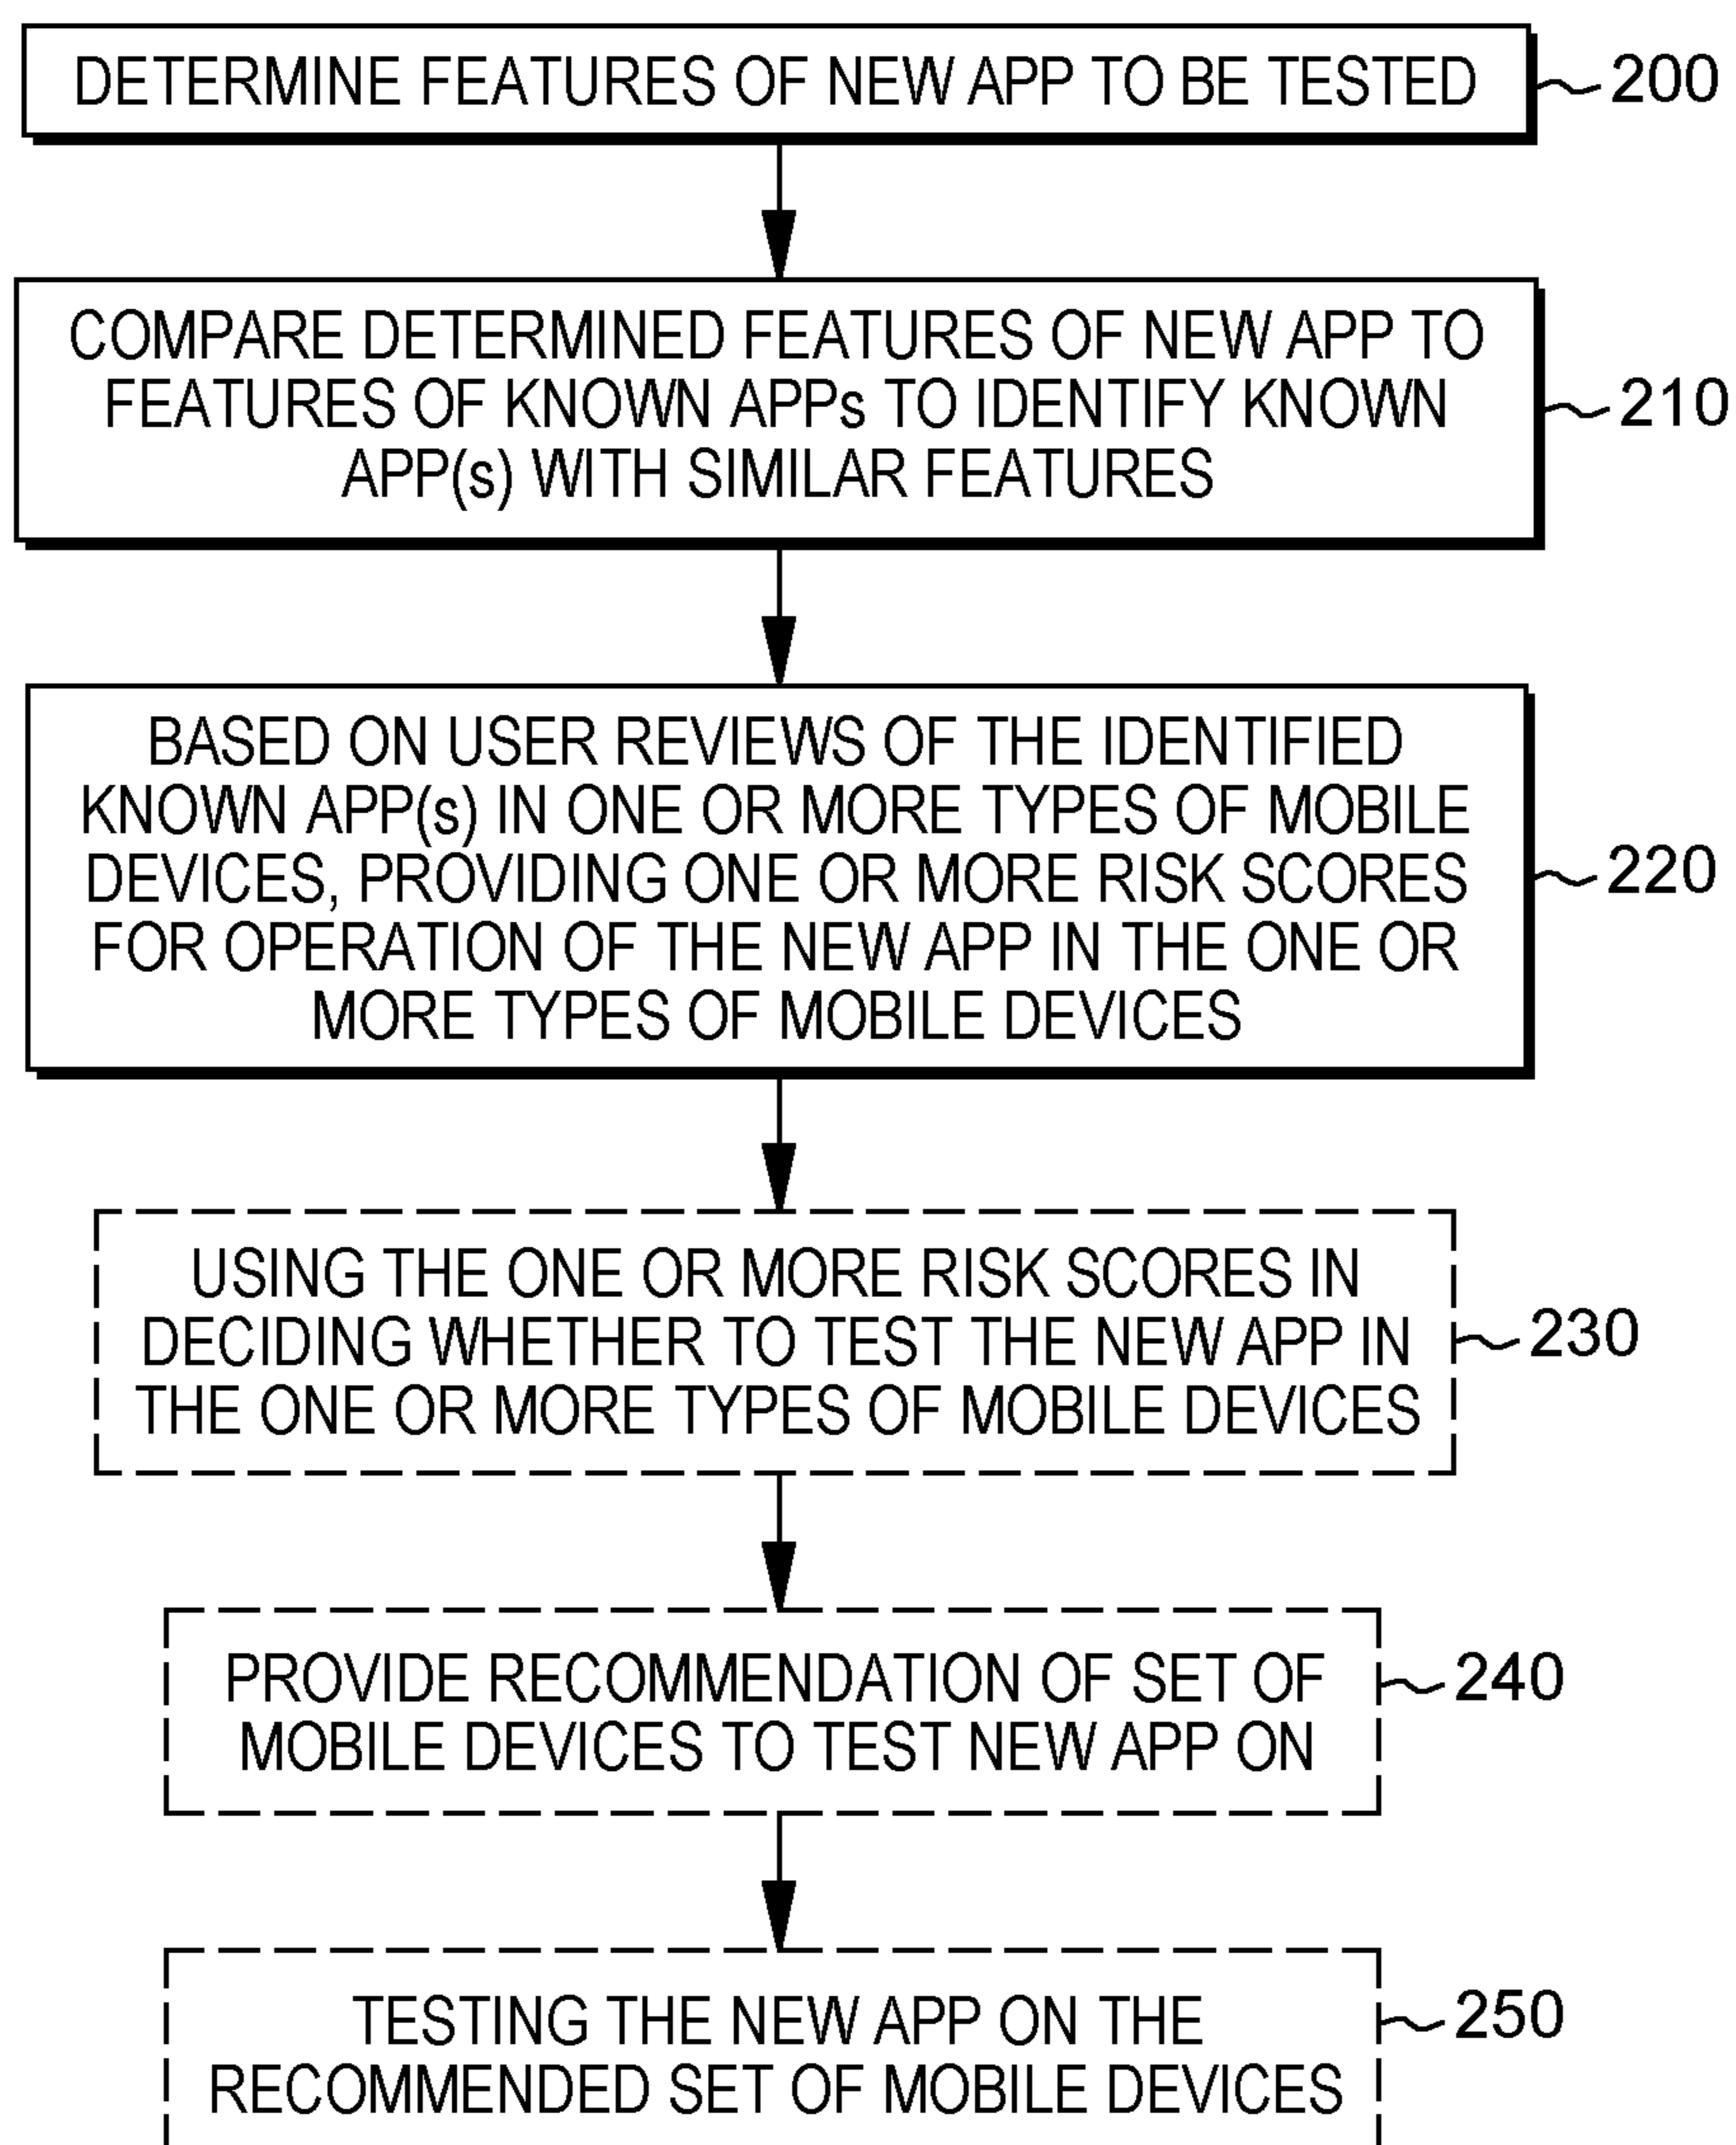 DETERMINE FEATURES OF NEW APP TO BE TESTED
200
COMPARE DETERMINED FEATURES OF NEW APP TO
FEATURES OF KNOWN APPs TO IDENTIFY KNOWN
APP(s) WITH SIMILAR FEATURES
210
BASED ON USER REVIEWS OF THE IDENTIFIED
KNOWN APP(s) IN ONE OR MORE TYPES OF MOBILE
DEVICES, PROVIDING ONE OR MORE RISK SCORES
FOR OPERATION OF THE NEW APP IN THE ONE OR
MORE TYPES OF MOBILE DEVICES
220
USING THE ONE OR MORE RISK SCORES IN
DECIDING WHETHER TO TEST THE NEW APP IN
THE ONE OR MORE TYPES OF MOBILE DEVICES
230
PROVIDE RECOMMENDATION OF SET OF
MOBILE DEVICES TO TEST NEW APP ON
240
TESTING THE NEW APP ON THE
RECOMMENDED SET OF MOBILE DEVICES
250